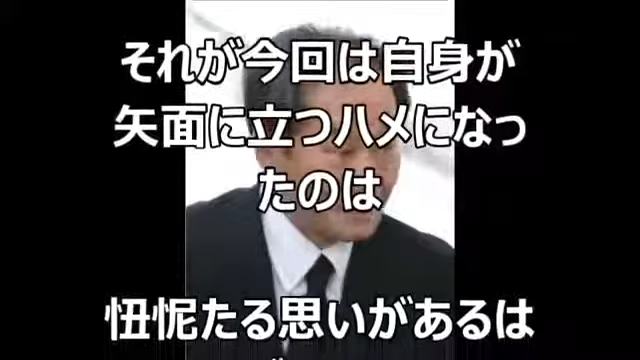 それが今回は自身が
矢面に立つハメになっ
たのは
忸怩たる思いがあるは